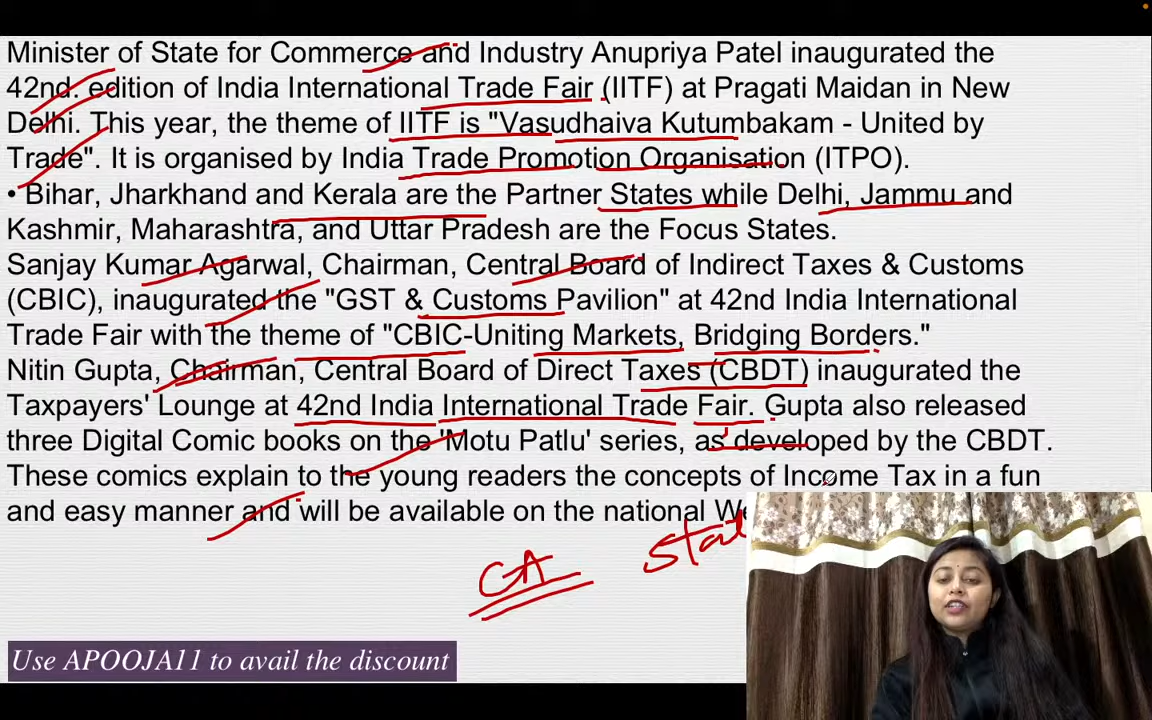 Minister of State for Commerce and Industry Anupriya Patel inaugurated the
42nd. edition of India International Trade Fair (IITF) at Pragati Maidan in New
Delhi. This year, the theme of IITF is "Vasudhaiva Kutumbakam - United by
Trade". It is organised by India Trade Promotion Organisation (ITPO).
• Bihar, Jharkhand and Kerala are the Partner States while Delhi, Jammu and
Kashmir, Maharashtra, and Uttar Pradesh are the Focus States.
Sanjay Kumar Agarwal, Chairman, Central Board of Indirect Taxes & Customs
(CBIC), inaugurated the "GST & Customs Pavilion" at 42nd India International
Trade Fair with the theme of "CBIC-Uniting Markets, Bridging Borders."
Nitin Gupta, Chairman, Central Board of Direct Taxes (CBDT) inaugurated the
Taxpayers' Lounge at 42nd India International Trade Fair. Gupta also released
three Digital Comic books on the 'Motu Patlu' series, as developed by the CBDT.
These comics explain to the young readers the concepts of Income Tax in a fun
and easy manner and will be available on the national
GA
Use APOOJA11 to avail the discount